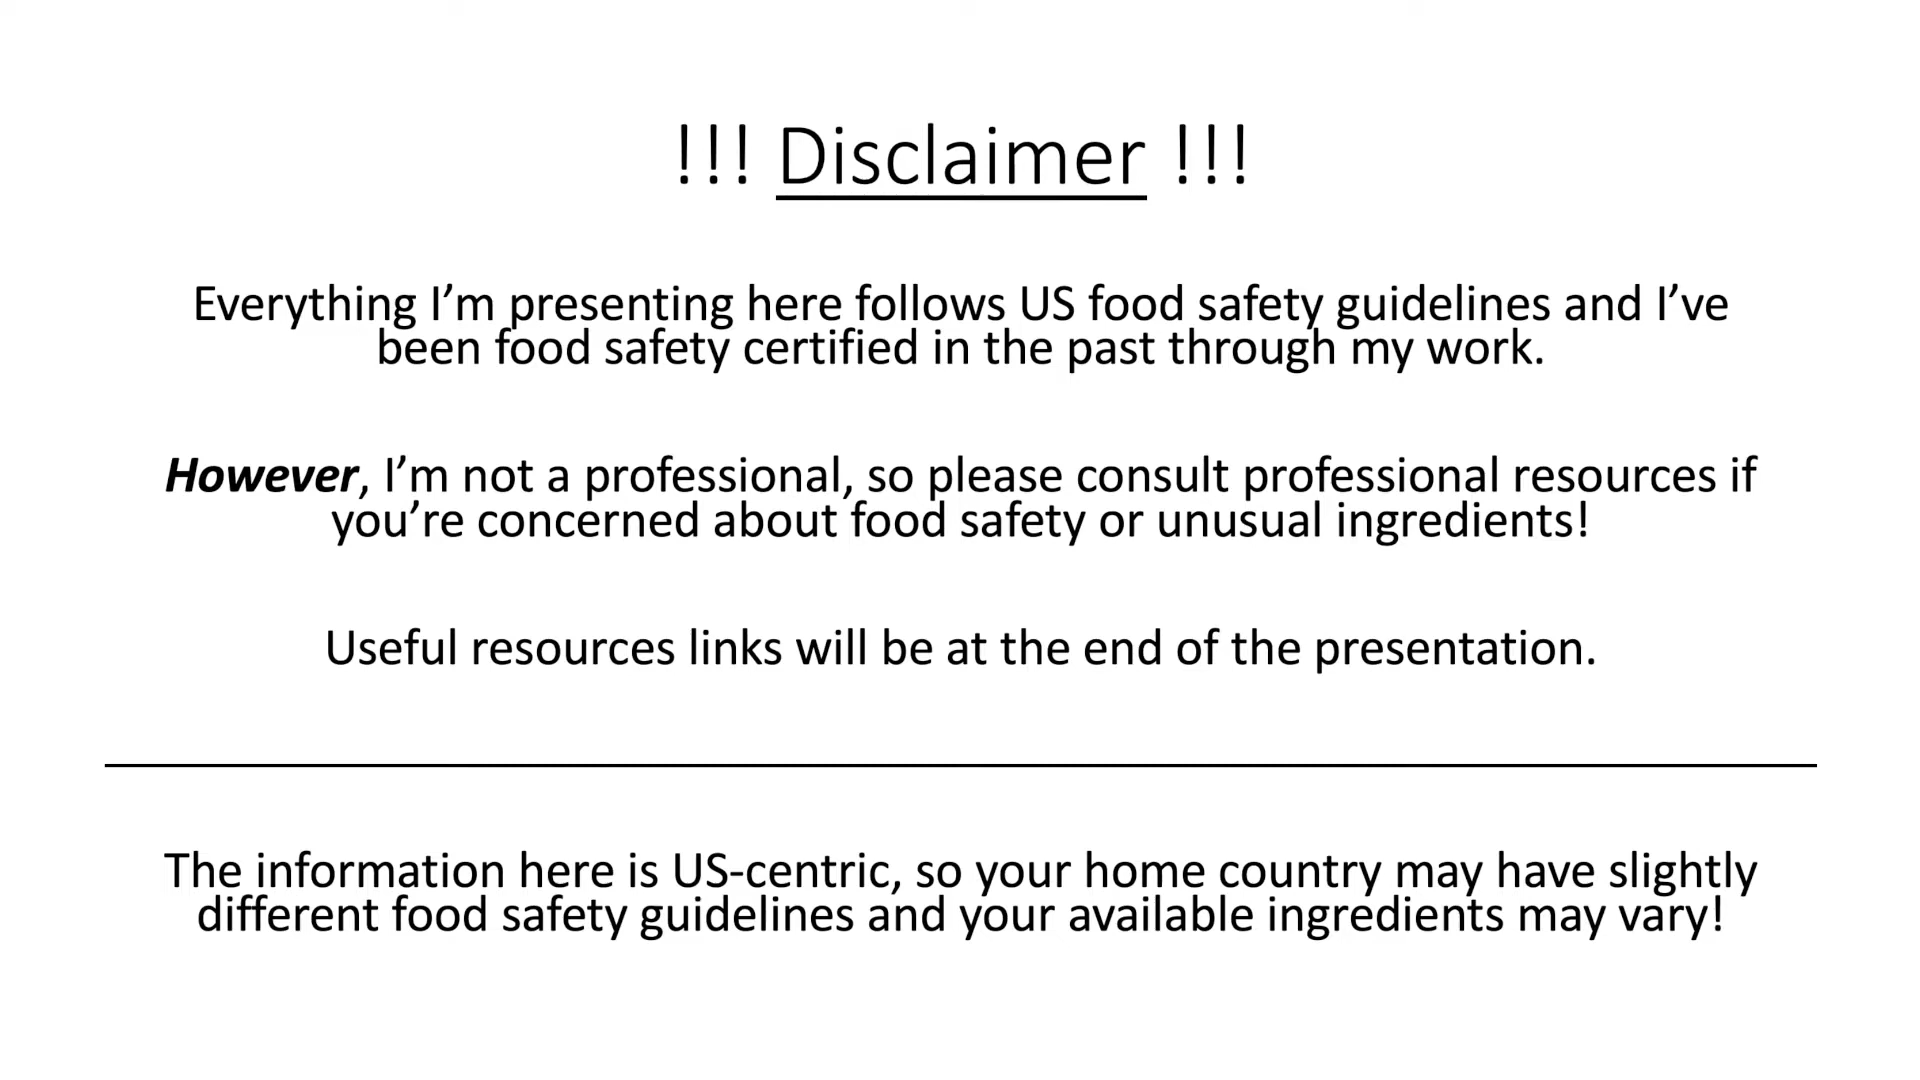 !!! Disclaimer !!!
Everything I’m presenting here follows US food safety guidelines and I’ve
been food safety certified in the past through my work.
However, I’m not a professional, so please consult professional resources if
you’re concerned about food safety or unusual ingredients!
Useful resources links will be at the end of the presentation.
The information here is US-centric, so your home country may have slightly
different food safety guidelines and your available ingredients may vary!